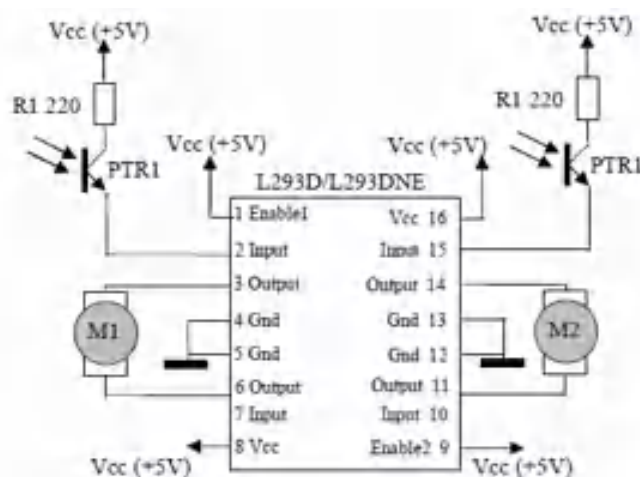 Vcc (+5V)
Vcc (+5V)
R1 220
R1 220
Vcc (+5V)
Vcc (+5V)
PTR1
PTR1
L293D/L293DNE
1 Enable1
Vcc 16
2 Input
Input 15
3 Output
Output 14
M1
4 Gnd
Gnd 13
M2
5 Gnd
Gnd 12
6 Output
Output 11
7 Input
Input 10
8 Vcc
Enable2 9
Vcc (+5V)
Vcc (+5V)